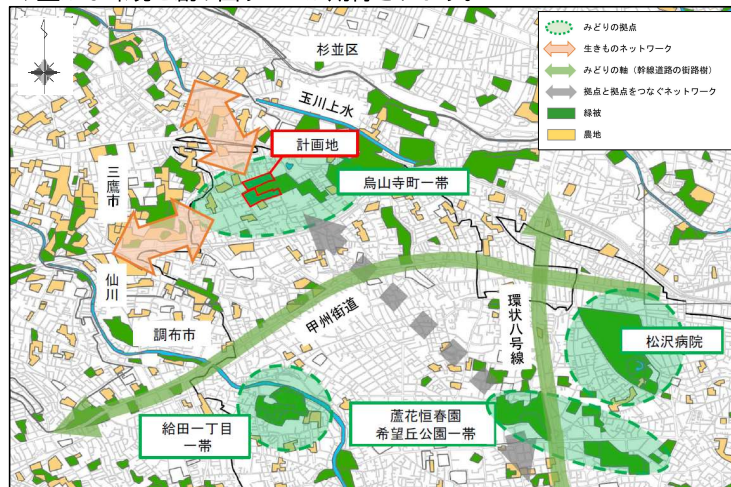 杉並区
玉川上水
計画地
三鷹市
烏山寺町一帯
仙川
調布市
甲州街道
環状八号線
松沢病院
給田一丁目
一帯
蘆花恒春園
希望丘公園一帯
みどりの拠点
生きものネットワーク
みどりの軸（幹線道路の街路樹）
拠点と拠点をつなぐネットワーク
緑被
農地